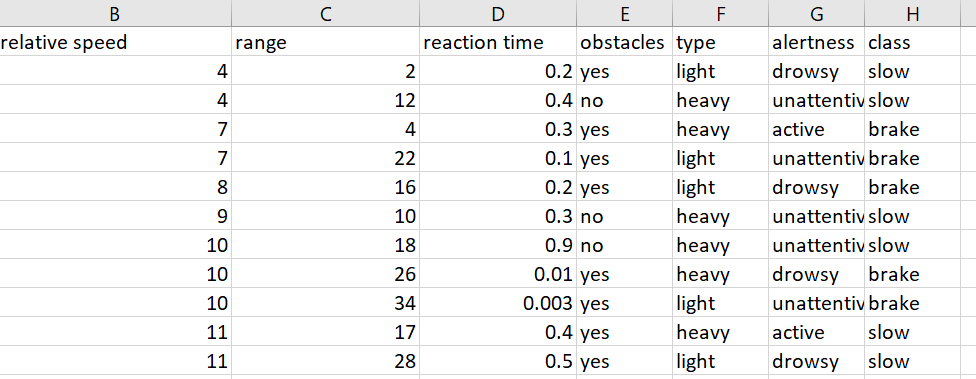 B C D E F G H
relative speed range reaction time obstacles type alertness class
4 2 0.2 yes light drowsy slow
4 12 0.4 no heavy unattentiv slow
7 4 0.3 yes heavy active brake
7 22 0.1 yes light unattentiv brake
8 16 0.2 yes light drowsy brake
9 10 0.3 no heavy unattentiv slow
10 18 0.9 no heavy unattentiv slow
10 26 0.01 yes heavy drowsy brake
10 34 0.003 yes light unattentiv brake
11 17 0.4 yes heavy active slow
11 28 0.5 yes light drowsy slow